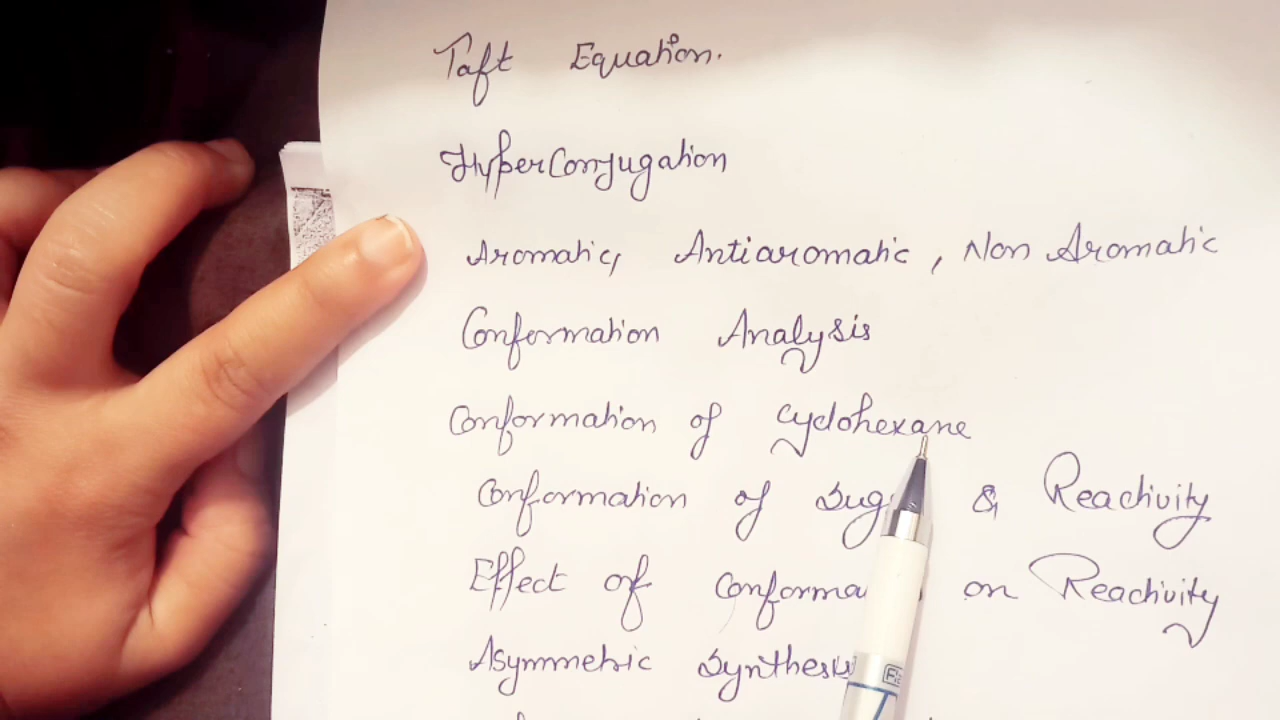 Taft Equation.
HyperConjugation
Aromatic, Antiaromatic, Non Aromatic
Conformation Analysis
Conformation of Cyclohexane
Conformation of & Reactivity
Effect of on Reactivity
Asymmetric Synthesis